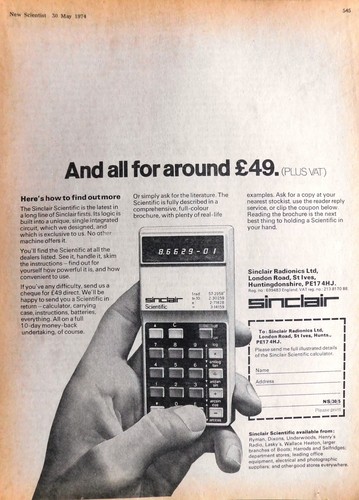 New Scientist 30 May 1974
545
And all for around £49. (PLUS VAT)
Here's how to find out more
The Sinclair Scientific is the latest in
a long line of Sinclair firsts. Its logic is
built into a unique, single integrated
circuit, which we designed, and
which is exclusive to us. No other
machine offers it.
You'll find the Scientific at all the
dealers listed. See it, handle it, skim
the instructions – find out for
yourself how powerful it is, and how
convenient to use.
If you've any difficulty, send us a
cheque for £49 direct. We'll be
happy to send you a Scientific in
return – calculator, carrying
case, instructions, batteries,
everything. All on a full
10-day money-back
undertaking, of course.
Or simply ask for the literature. The
Scientific is fully described in a
comprehensive, full-colour
brochure, with plenty of real-life
examples. Ask for a copy at your
nearest stockist, use the reader reply
service, or clip the coupon below.
Reading the brochure is the next
best thing to holding a Scientific in
your hand.
8.6629-01
sinclair
Scientific
C
Sinclair Radionics Ltd,
London Road, St Ives,
Huntingdonshire, PE17 4HJ.
sinclair
To: Sinclair Radionics Ltd,
London Road, St Ives, Hunts.,
PE17 4HJ.
Please send me full illustrated details
of the Sinclair Scientific calculator.
Name
Address
NS/30/5
Please print
Sinclair Scientific available from:
Ryman, Dixons, Underwoods, Henry's
Radio, Lasky's, Wallace Heaton, larger
branches of Boots; Harrods and Selfridges;
department stores; leading office
equipment, electrical and photographic
suppliers; and other good stores everywhere.